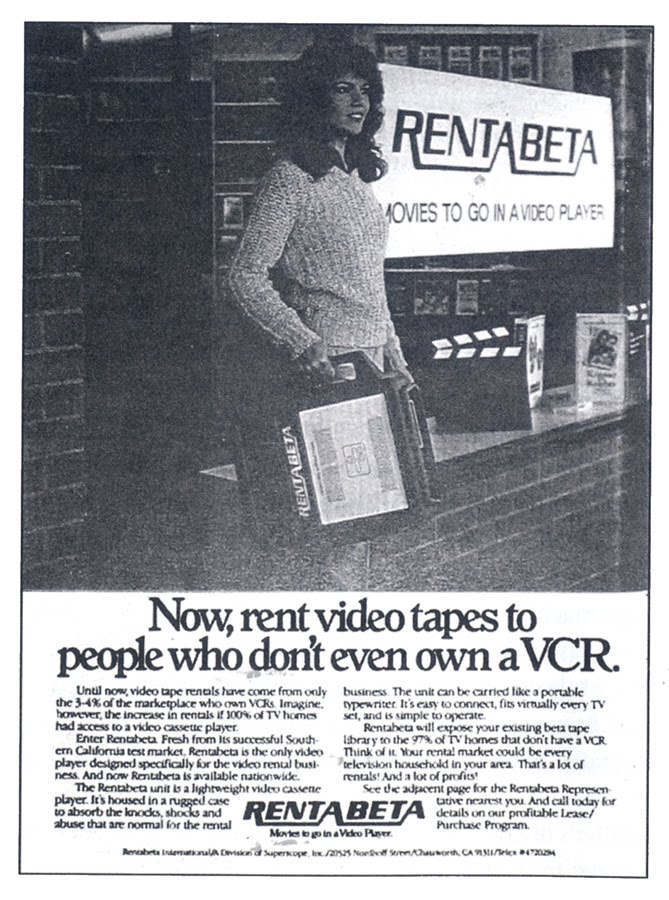 RENTABETA
MOVIES TO GO IN A VIDEO PLAYER
RENTABETA
Now, rent video tapes to
people who don't even own a VCR.
Until now, video tape rentals have come from only
the 3-4% of the marketplace who own VCRs. Imagine,
however, the increase in rentals if 100% of TV homes
had access to a video cassette player.
Enter Rentabeta. Fresh from its successful South-
ern California test market, Rentabeta is the only video
player designed specifically for the video rental busi-
ness. And now Rentabeta is available nationwide.
The Rentabeta unit is a lightweight video cassette
player. It's housed in a rugged case
to absorb the knocks, shocks and
abuse that are normal for the rental
business. The unit can be carried like a portable
typewriter. It's easy to connect, fits virtually every TV
set, and is simple to operate.
Rentabeta will expose your existing beta tape
library to the 97% of TV homes that don't have a VCR.
Think of it. Your rental market could be every
television household in your area. That's a lot of
rentals! And a lot of profits!
See the adjacent page for the Rentabeta Represen-
tative nearest you. And call today for
details on our profitable Lease/
Purchase Program.
RENTABETA
Movies to go in a Video Player.
Rentabeta International/A Division of Superscope, Inc./20525 Nordhoff Street/Chatsworth, CA 91311/Telex #4720284